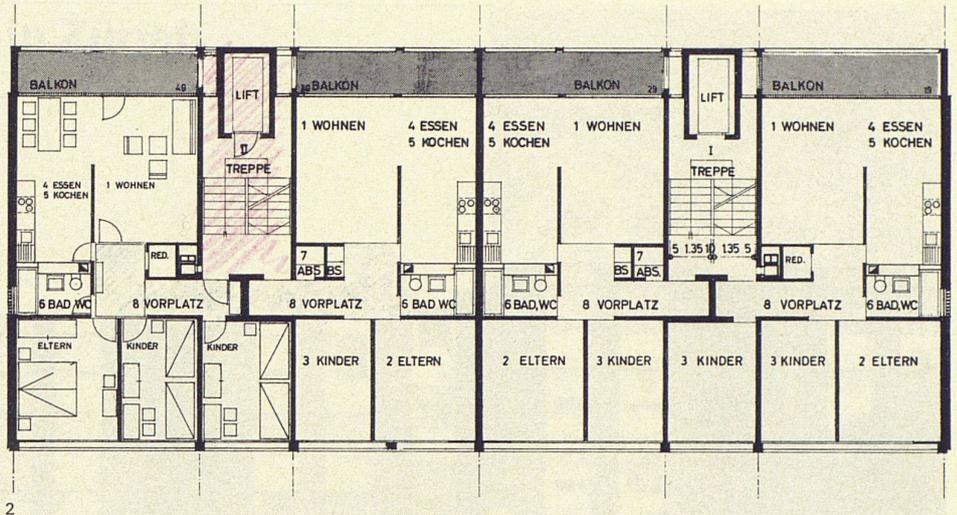 BALKON
49
LIFT
BALKON
BALKON
29
LIFT
BALKON
19
1 WOHNEN
4 ESSEN
5 KOCHEN
4 ESSEN
5 KOCHEN
1 WOHNEN
1 WOHNEN
4 ESSEN
5 KOCHEN
II
TREPPE
I
TREPPE
4 ESSEN
5 KOCHEN
1 WOHNEN
RED.
7
ABS.
BS
BS
7
ABS.
5 1.35 10 1.35 5
RED.
6 BAD, WC
8 VORPLATZ
8 VORPLATZ
6 BAD, WC
6 BAD, WC
8 VORPLATZ
8 VORPLATZ
6 BAD, WC
ELTERN
KINDER
KINDER
3 KINDER
2 ELTERN
2 ELTERN
3 KINDER
3 KINDER
3 KINDER
2 ELTERN
2